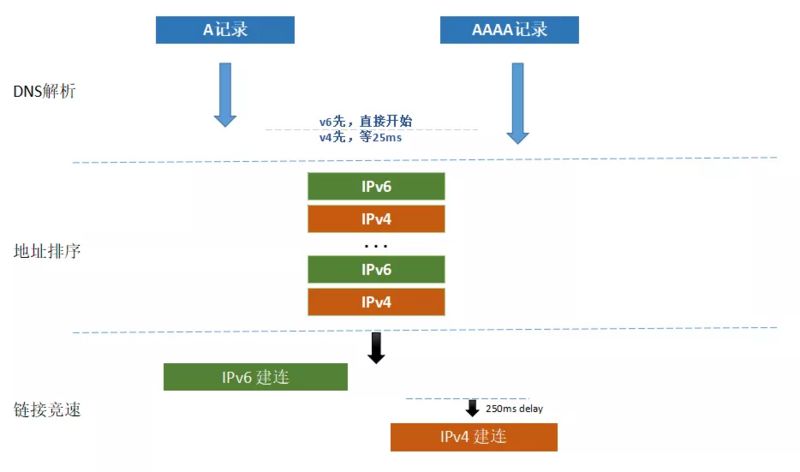 A记录
AAAA记录
DNS解析
v6先，直接开始
v4先，等25ms
IPv6
IPv4
...
IPv6
IPv4
地址排序
IPv6 建连
链接竞速
250ms delay
IPv4 建连